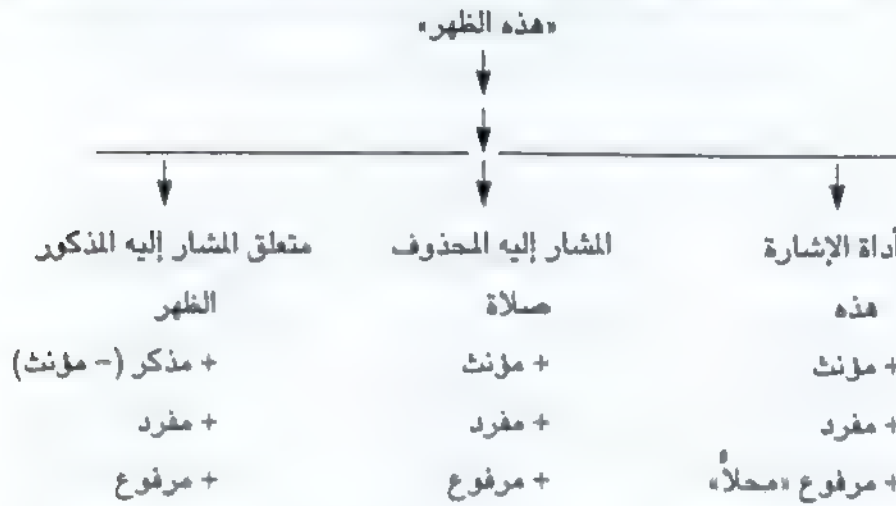 «هذه الظهر»
أداة الإشارة المشار إليه المحذوف متعلق المشار إليه المذكور
هذه صلاة الظهر
+ مؤنث + مؤنث + مذكر (- مؤنث)
+ مفرد + مفرد + مفرد
+ مرفوع «محلاً» + مرفوع + مرفوع